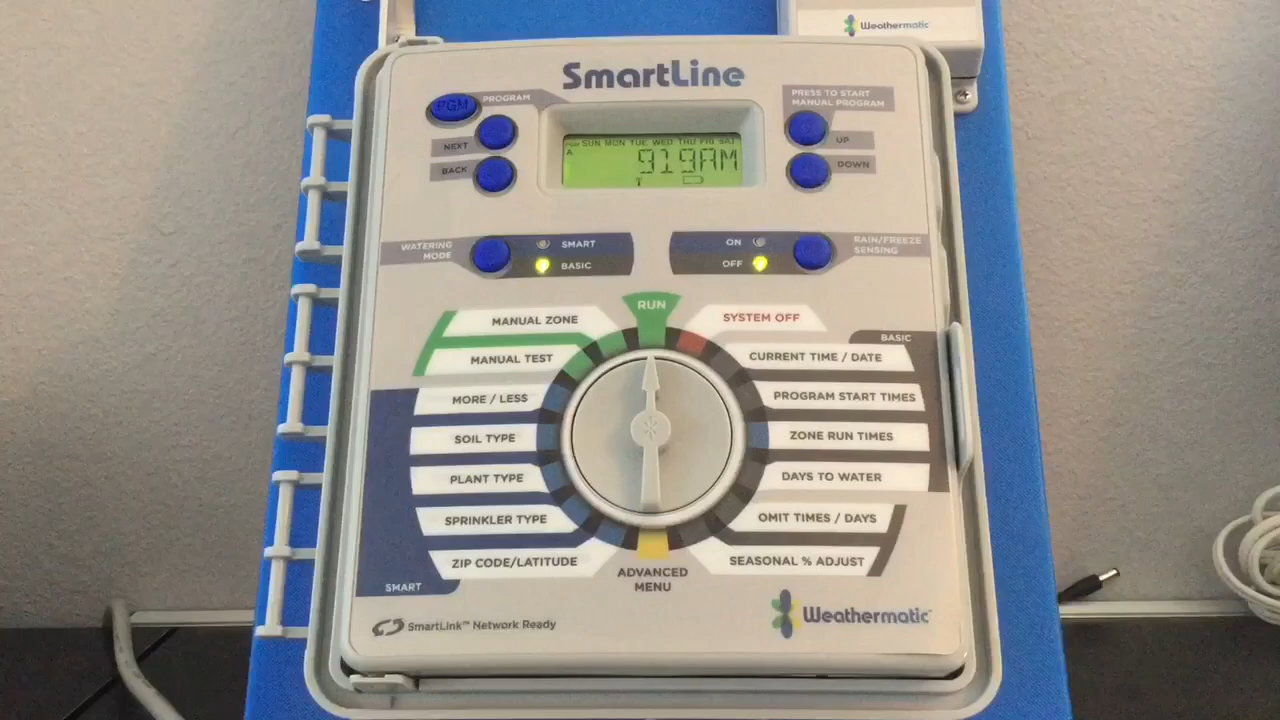 Weathermatic
SmartLine
PGM
PROGRAM
NEXT
BACK
SUN MON TUE WED THU FRI SAT
A
9:19AM
PRESS TO START
MANUAL PROGRAM
UP
DOWN
WATERING
MODE
SMART
BASIC
ON
OFF
RAIN/FREEZE
SENSING
RUN
MANUAL ZONE
MANUAL TEST
MORE / LESS
SOIL TYPE
PLANT TYPE
SPRINKLER TYPE
ZIP CODE/LATITUDE
SMART
SYSTEM OFF
BASIC
CURRENT TIME / DATE
PROGRAM START TIMES
ZONE RUN TIMES
DAYS TO WATER
OMIT TIMES / DAYS
SEASONAL % ADJUST
ADVANCED
MENU
SmartLink™ Network Ready
Weathermatic